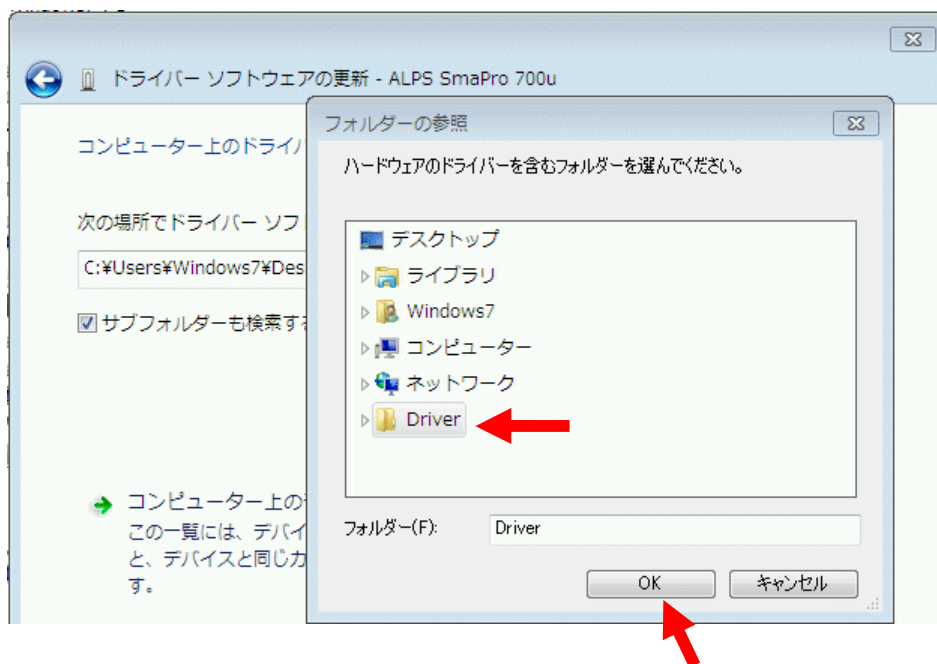 ドライバー ソフトウェアの更新 - ALPS SmaPro 700u
コンピューター上のドライ
次の場所でドライバー ソフ
C:¥Users¥Windows7¥Des
サブフォルダーも検索す
コンピューター上の
この一覧には、デバイ
と、デバイスと同じカ
す。
フォルダーの参照
ハードウェアのドライバーを含むフォルダーを選んでください。
デスクトップ
ライブラリ
Windows7
コンピューター
ネットワーク
Driver
フォルダー(F):
Driver
OK
キャンセル